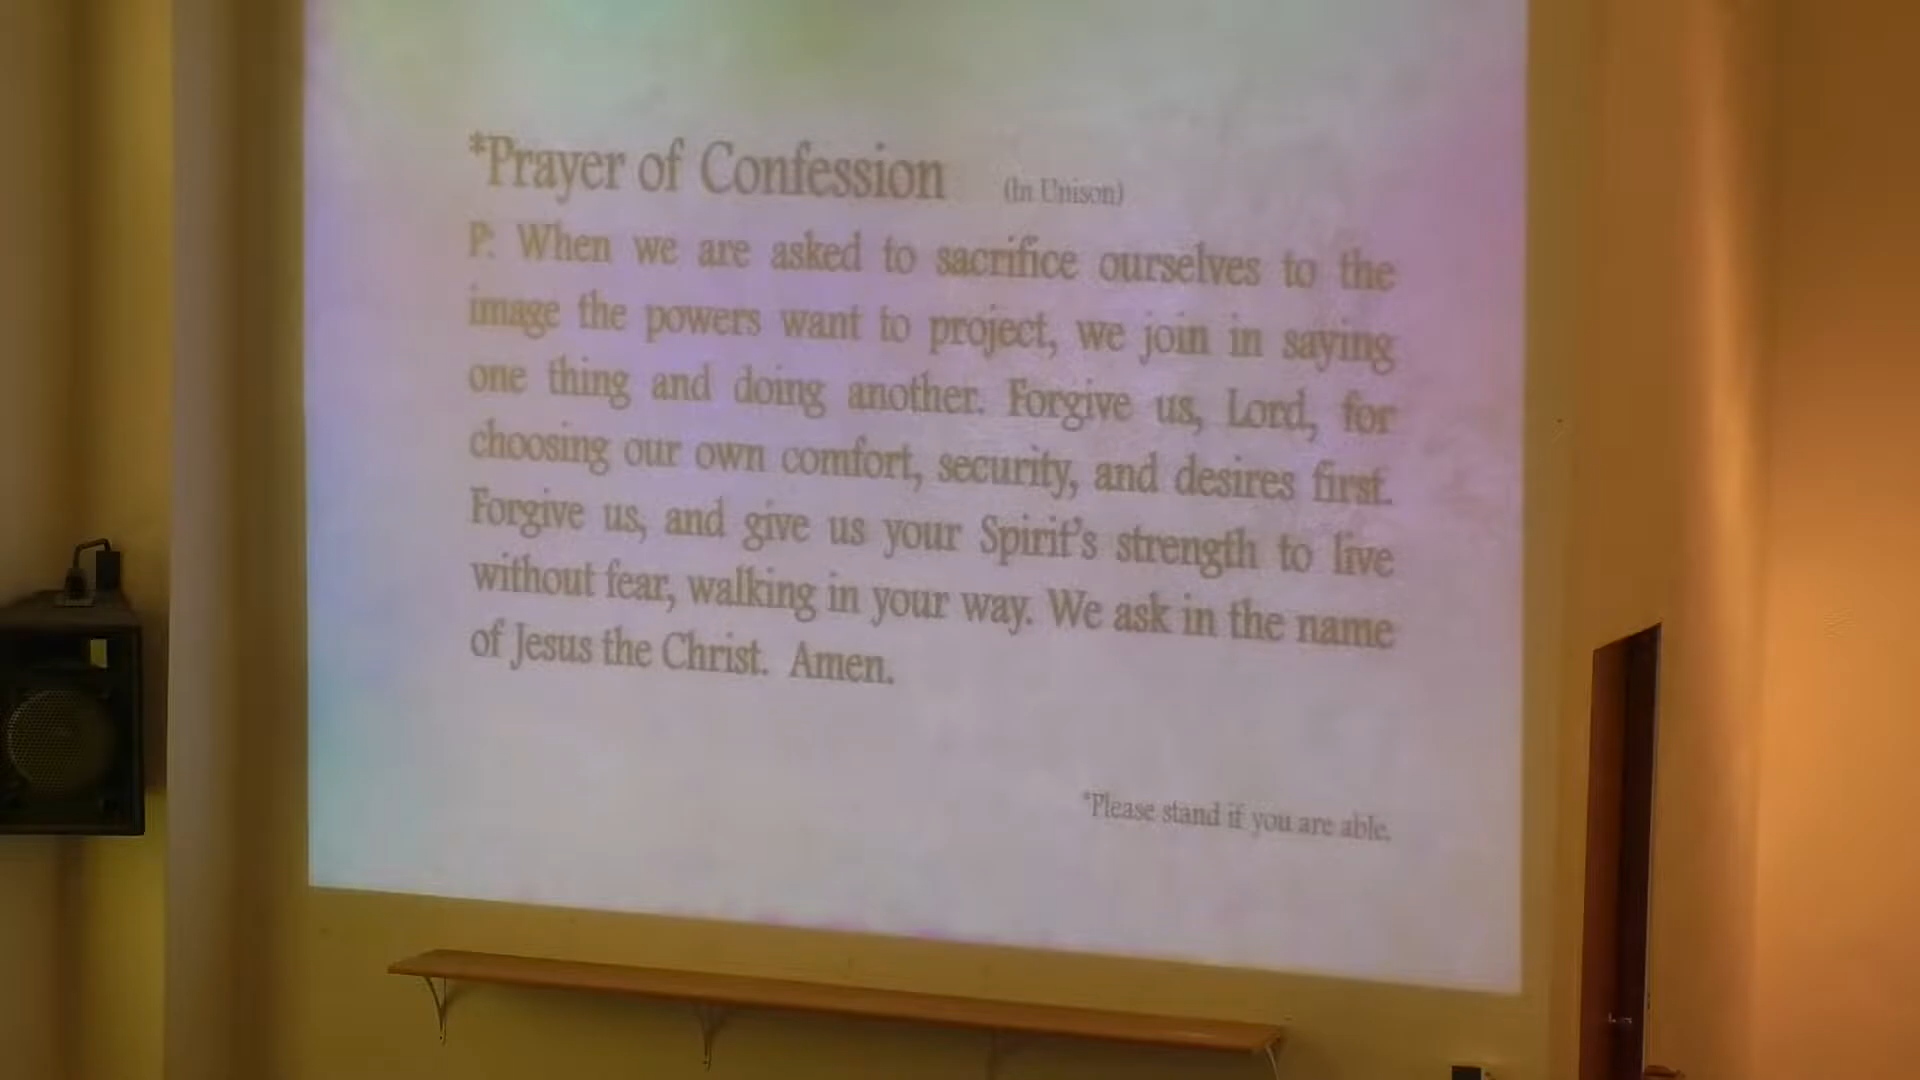 *Prayer of Confession (In Unison)
P: When we are asked to sacrifice ourselves to the
image the powers want to project, we join in saying
one thing and doing another. Forgive us, Lord, for
choosing our own comfort, security, and desires first.
Forgive us, and give us your Spirit's strength to live
without fear, walking in your way. We ask in the name
of Jesus the Christ. Amen.
*Please stand if you are able.